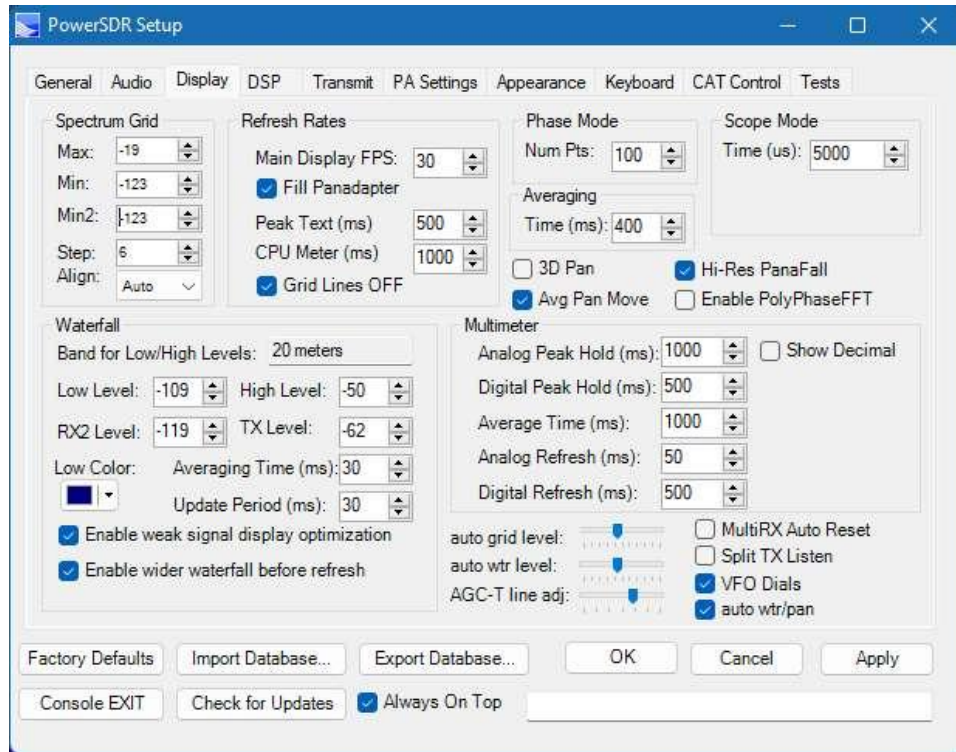 PowerSDR Setup
General Audio Display DSP Transmit PA Settings Appearance Keyboard CAT Control Tests
Spectrum Grid
Max: -19
Min: -123
Min2: -123
Step: 6
Align: Auto
Refresh Rates
Main Display FPS: 30
Fill Panadapter
Peak Text (ms) 500
CPU Meter (ms) 1000
Grid Lines OFF
Phase Mode
Num Pts: 100
Scope Mode
Time (us): 5000
Averaging
Time (ms): 400
3D Pan
Hi-Res PanaFall
Avg Pan Move
Enable PolyPhaseFFT
Waterfall
Band for Low/High Levels: 20 meters
Low Level: -109 High Level: -50
RX2 Level: -119 TX Level: -62
Low Color: Averaging Time (ms): 30
Update Period (ms): 30
Enable weak signal display optimization
Enable wider waterfall before refresh
Multimeter
Analog Peak Hold (ms): 1000 Show Decimal
Digital Peak Hold (ms): 500
Average Time (ms): 1000
Analog Refresh (ms): 50
Digital Refresh (ms): 500
auto grid level:
auto wtr level:
AGC-T line adj:
MultiRX Auto Reset
Split TX Listen
VFO Dials
auto wtr/pan
Factory Defaults Import Database... Export Database... OK Cancel Apply
Console EXIT Check for Updates Always On Top